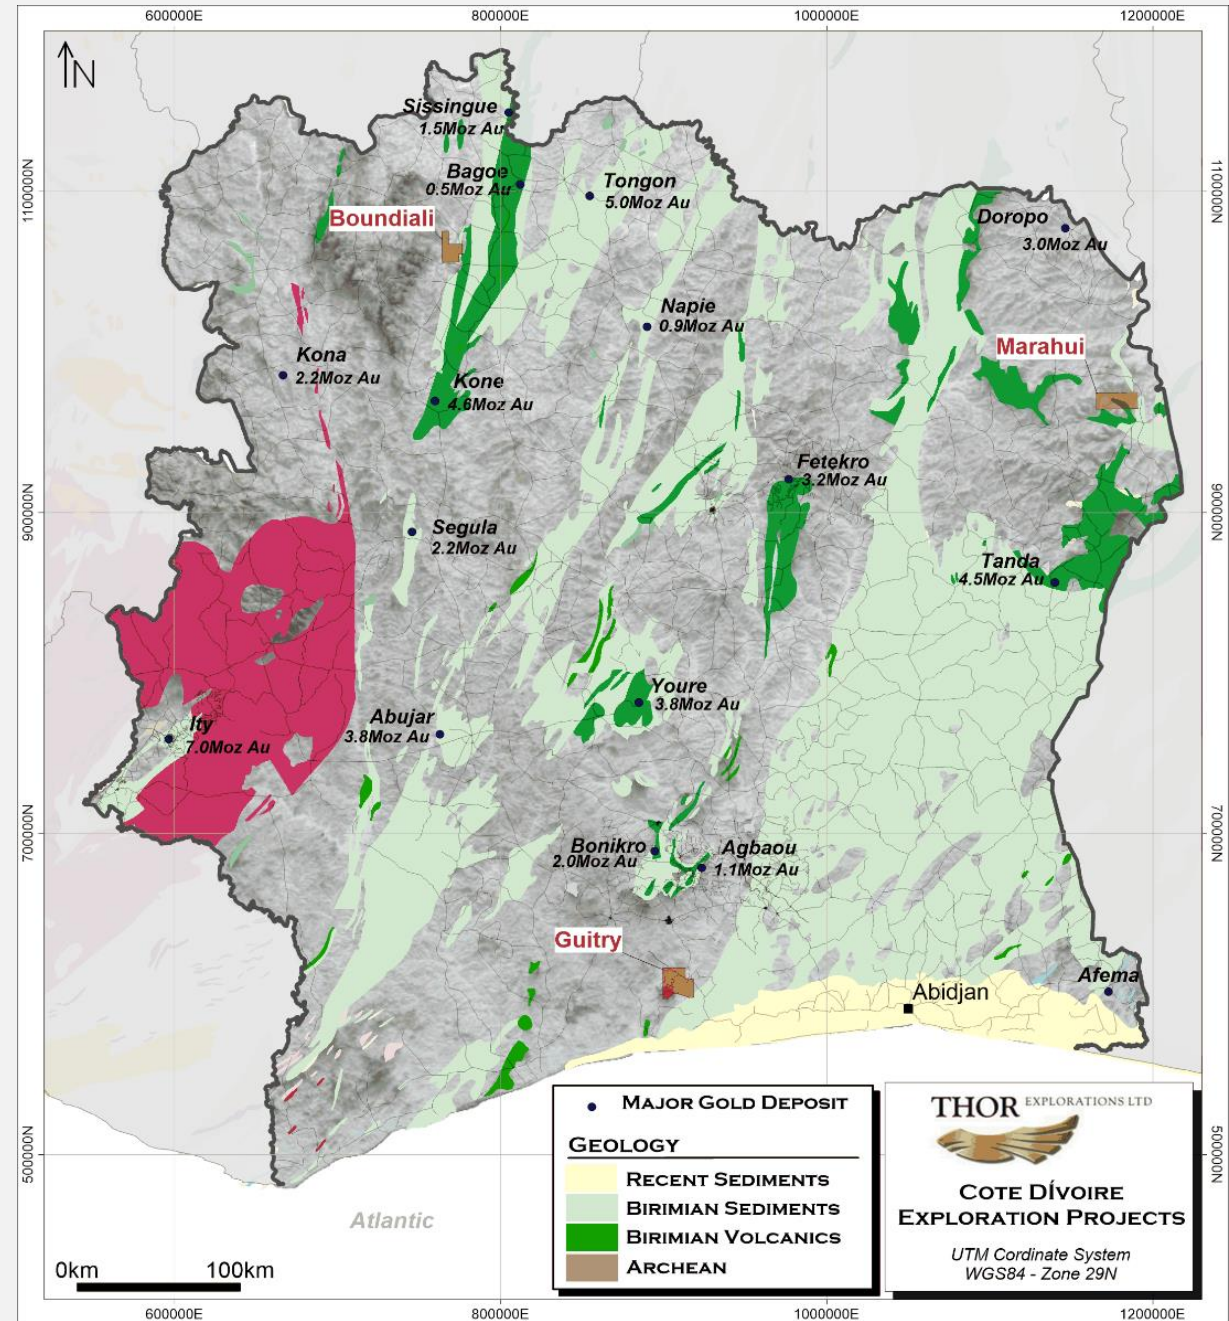 600000E 800000E 1000000E 1200000E
N
Sissingue
1.5Moz Au
Bagoe
0.5Moz Au
Tongon
5.0Moz Au
Boundiali
Doropo
3.0Moz Au
1100000N
1100000N
Napie
0.9Moz Au
Marahui
Kona
2.2Moz Au
Kone
4.6Moz Au
Fetekro
3.2Moz Au
900000N
900000N
Segula
2.2Moz Au
Tanda
4.5Moz Au
Youre
3.8Moz Au
Ity
7.0Moz Au
Abujar
3.8Moz Au
700000N
700000N
Bonikro
2.0Moz Au
Agbaou
1.1Moz Au
Guitry
Afema
Abidjan
500000N
500000N
Atlantic
0km 100km
MAJOR GOLD DEPOSIT
GEOLOGY
RECENT SEDIMENTS
BIRIMIAN SEDIMENTS
BIRIMIAN VOLCANICS
ARCHEAN
THOR EXPLORATIONS LTD
COTE DÍVOIRE
EXPLORATION PROJECTS
UTM Cordinate System
WGS84 - Zone 29N
600000E 800000E 1000000E 1200000E